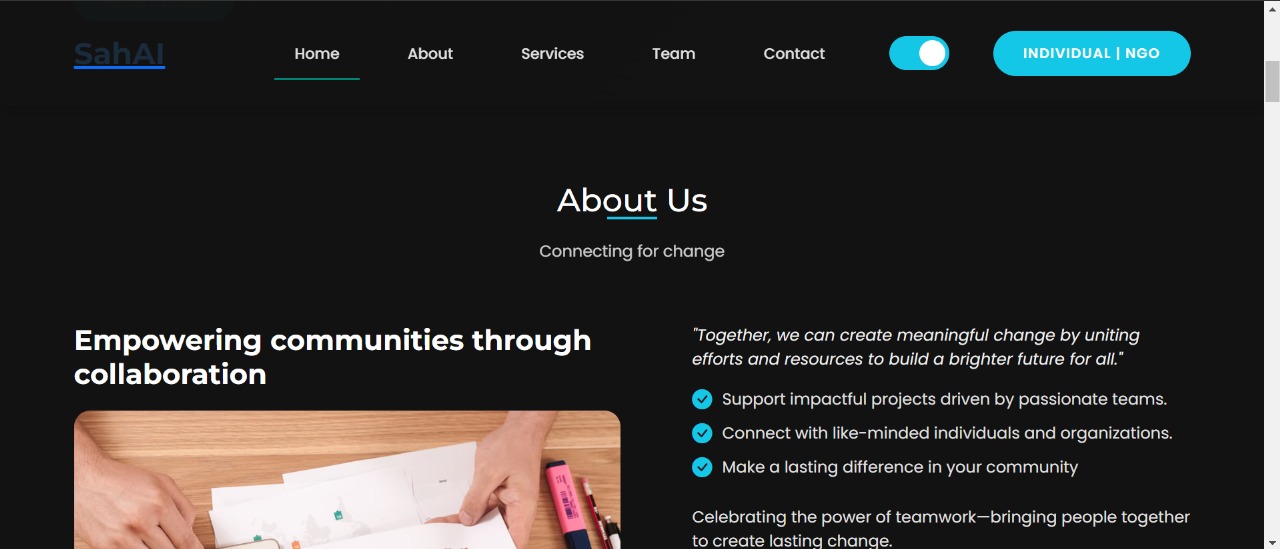 SahAI
Home
About
Services
Team
Contact
INDIVIDUAL | NGO
About Us
Connecting for change
Empowering communities through
collaboration
"Together, we can create meaningful change by uniting
efforts and resources to build a brighter future for all."
Support impactful projects driven by passionate teams.
Connect with like-minded individuals and organizations.
Make a lasting difference in your community
Celebrating the power of teamwork—bringing people together
to create lasting change.